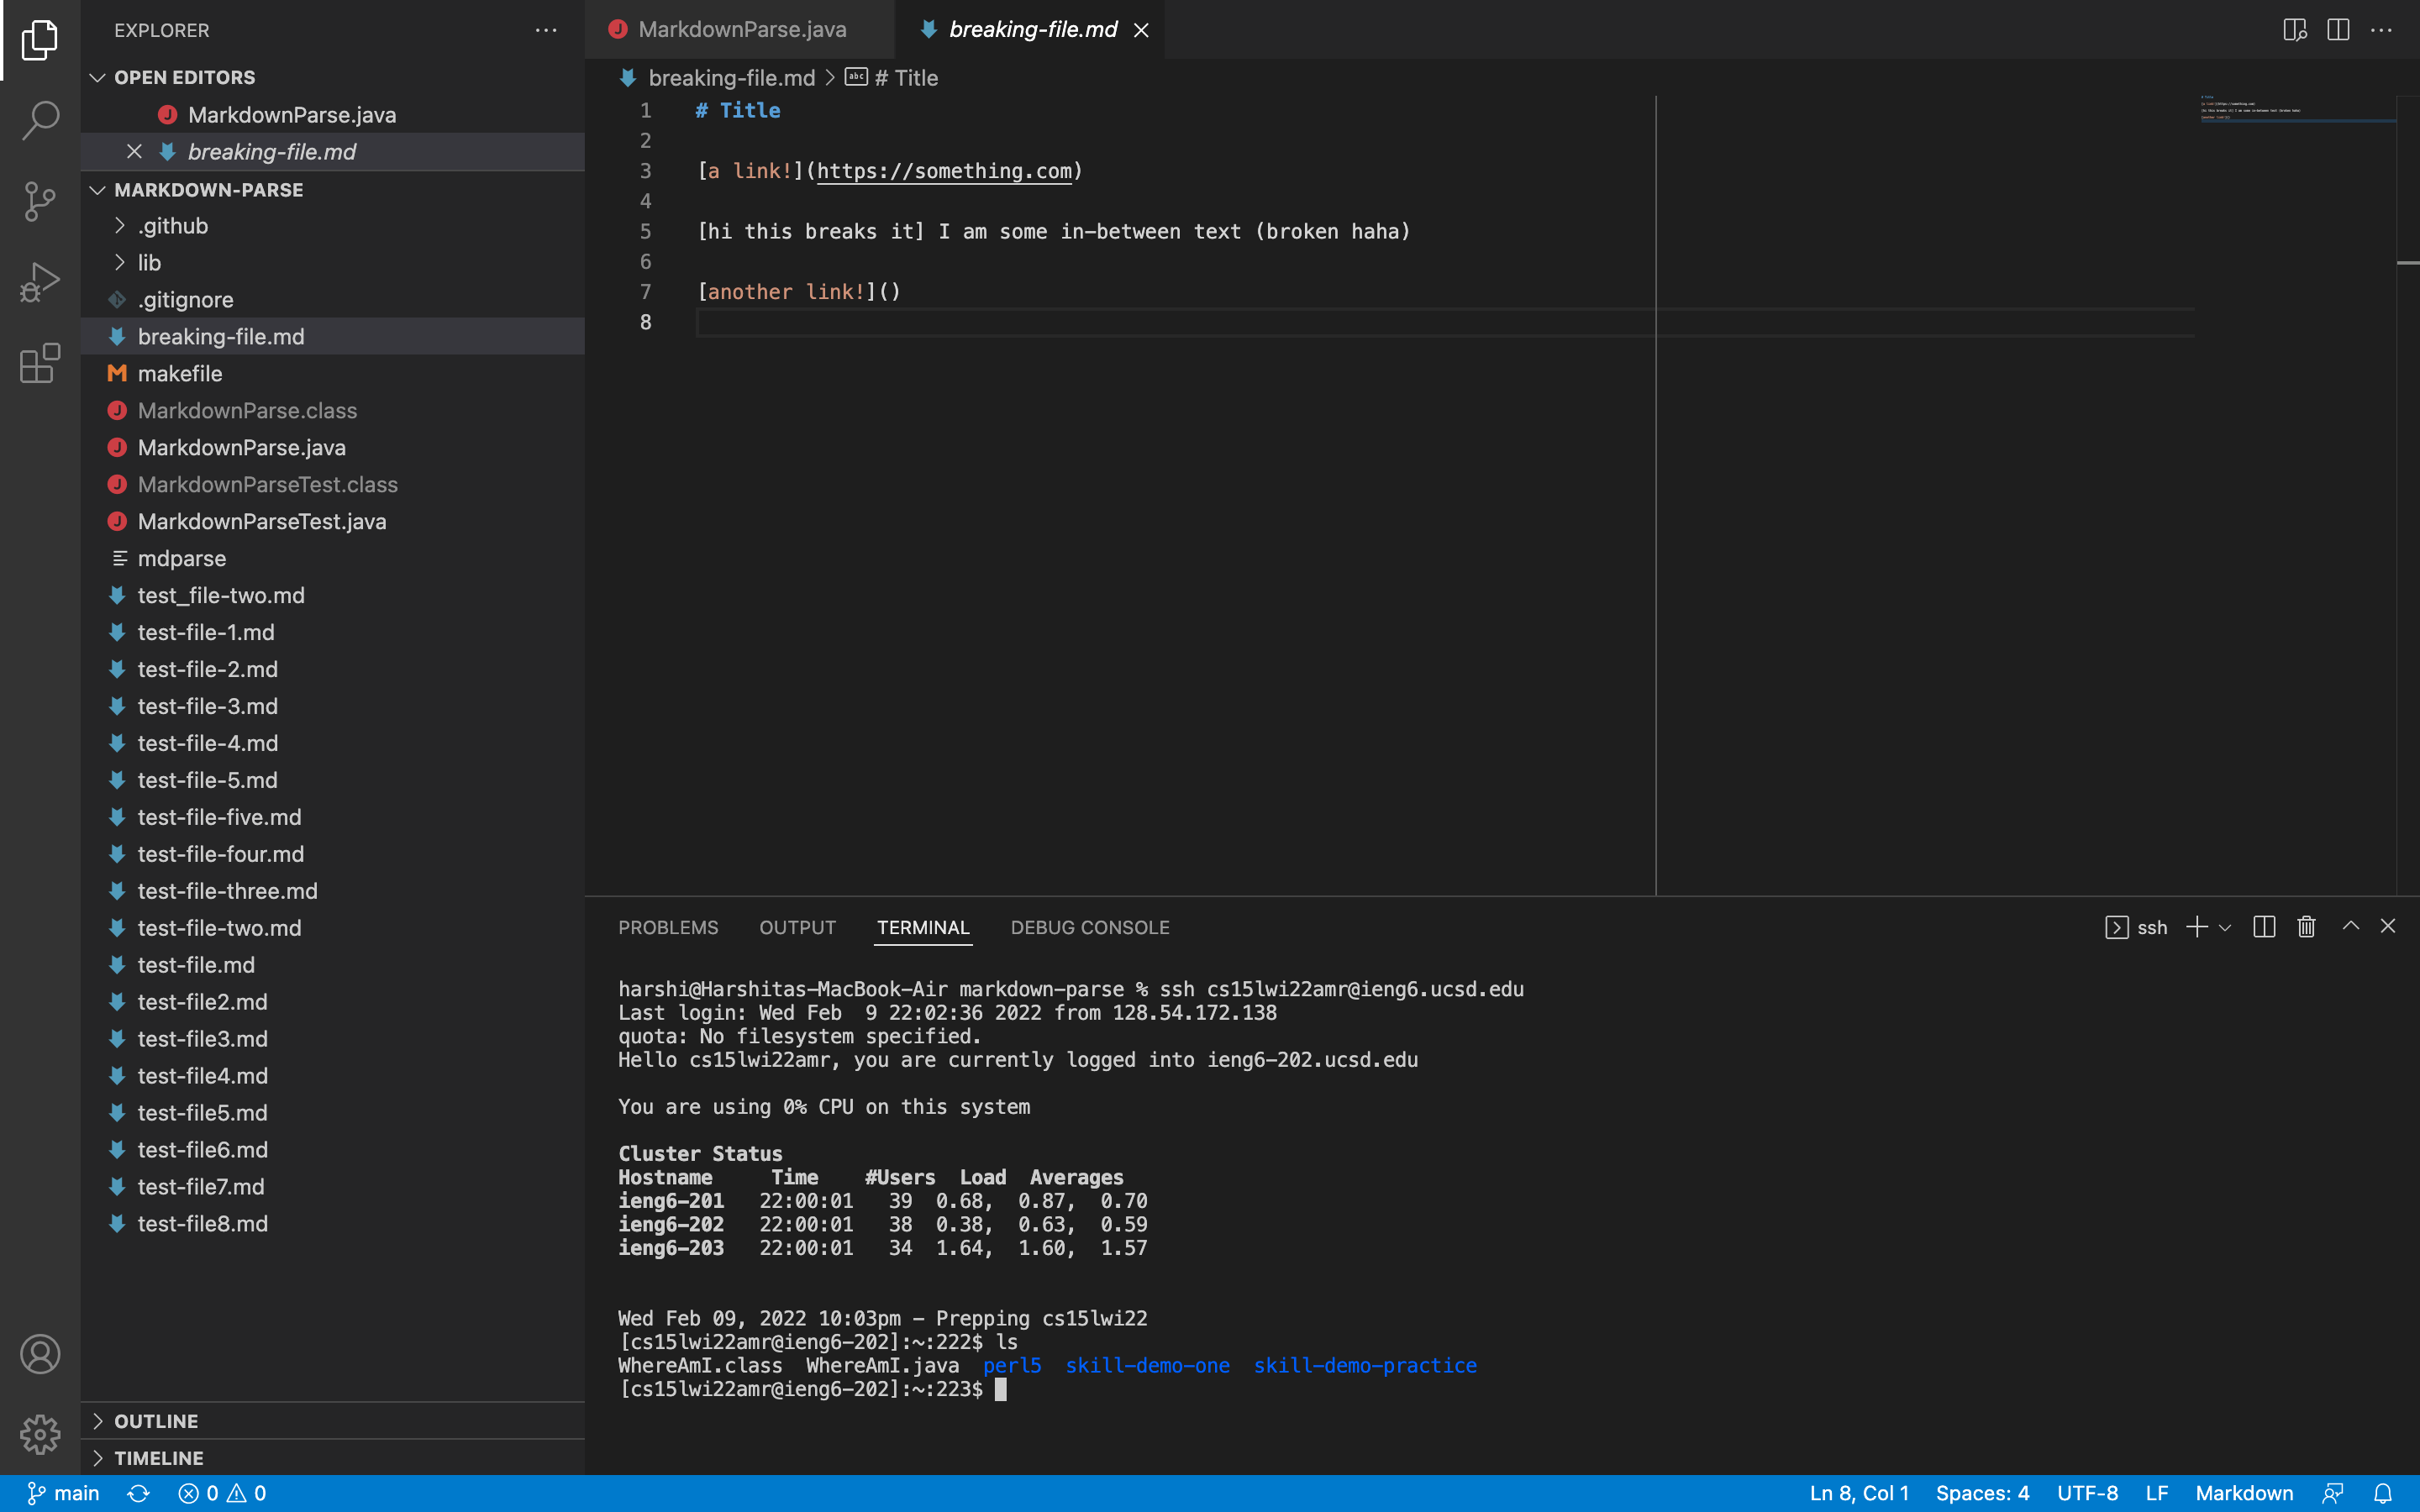 EXPLORER
OPEN EDITORS
MarkdownParse.java
breaking-file.md
MARKDOWN-PARSE
.github
lib
.gitignore
breaking-file.md
makefile
MarkdownParse.class
MarkdownParse.java
MarkdownParseTest.class
MarkdownParseTest.java
mdparse
test_file-two.md
test-file-1.md
test-file-2.md
test-file-3.md
test-file-4.md
test-file-5.md
test-file-five.md
test-file-four.md
test-file-three.md
test-file-two.md
test-file.md
test-file2.md
test-file3.md
test-file4.md
test-file5.md
test-file6.md
test-file7.md
test-file8.md
OUTLINE
TIMELINE
MarkdownParse.java breaking-file.md
breaking-file.md > abc # Title
1 # Title
2
3 [a link!](https://something.com)
4
5 [hi this breaks it] I am some in-between text (broken haha)
6
7 [another link!]()
8
PROBLEMS OUTPUT TERMINAL DEBUG CONSOLE ssh
harshi@Harshitas-MacBook-Air markdown-parse % ssh cs15lwi22amr@ieng6.ucsd.edu
Last login: Wed Feb  9 22:02:36 2022 from 128.54.172.138
quota: No filesystem specified.
Hello cs15lwi22amr, you are currently logged into ieng6-202.ucsd.edu
You are using 0% CPU on this system
Cluster Status
Hostname     Time    #Users  Load  Averages
ieng6-201   22:00:01   39  0.68,  0.87,  0.70
ieng6-202   22:00:01   38  0.38,  0.63,  0.59
ieng6-203   22:00:01   34  1.64,  1.60,  1.57
Wed Feb 09, 2022 10:03pm - Prepping cs15lwi22
[cs15lwi22amr@ieng6-202]:~:222$ ls
WhereAmI.class  WhereAmI.java  perl5  skill-demo-one  skill-demo-practice
[cs15lwi22amr@ieng6-202]:~:223$
main 0 0 Ln 8, Col 1 Spaces: 4 UTF-8 LF Markdown